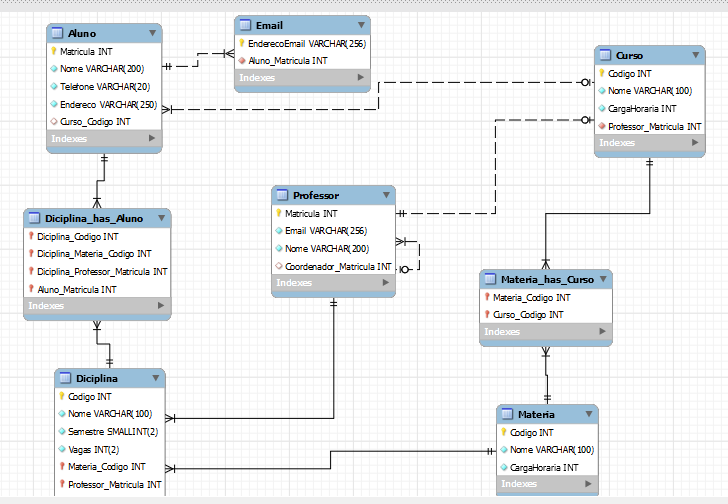 Aluno
Matricula INT
Nome VARCHAR(200)
Telefone VARCHAR(20)
Endereco VARCHAR(250)
Curso_Codigo INT
Indexes
Email
EnderecoEmail VARCHAR(256)
Aluno_Matricula INT
Indexes
Curso
Codigo INT
Nome VARCHAR(100)
CargaHoraria INT
Professor_Matricula INT
Indexes
Diciplina_has_Aluno
Diciplina_Codigo INT
Diciplina_Materia_Codigo INT
Diciplina_Professor_Matricula INT
Aluno_Matricula INT
Indexes
Professor
Matricula INT
Email VARCHAR(256)
Nome VARCHAR(200)
Coordenador_Matricula INT
Indexes
Materia_has_Curso
Materia_Codigo INT
Curso_Codigo INT
Indexes
Diciplina
Codigo INT
Nome VARCHAR(100)
Semestre SMALLINT(2)
Vagas INT(2)
Materia_Codigo INT
Professor_Matricula INT
Materia
Codigo INT
Nome VARCHAR(100)
CargaHoraria INT
Indexes